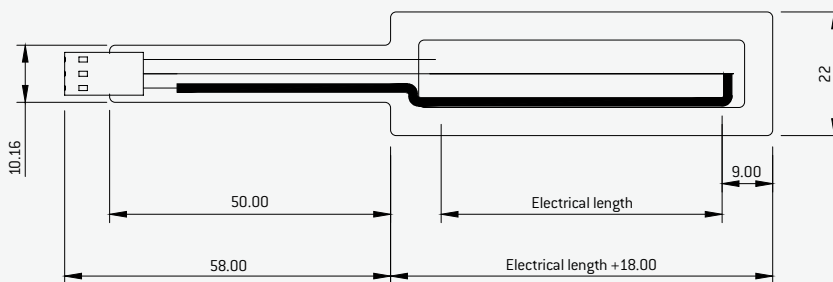 22
10.16
9.00
50.00
Electrical length
58.00
Electrical length +18.00